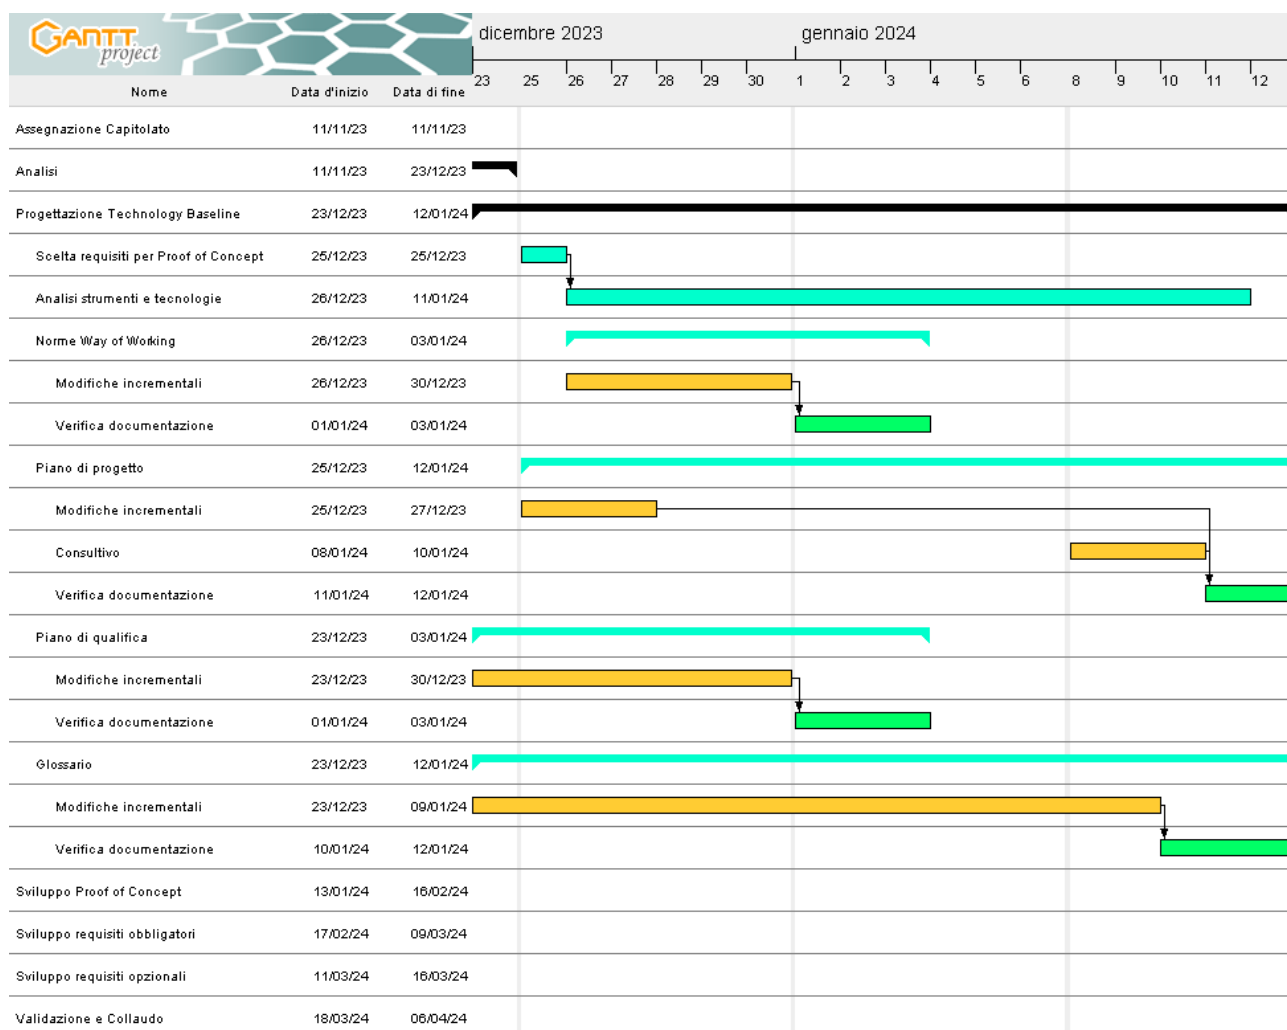 GANTT
project
dicembre 2023 gennaio 2024
Nome Data d'inizio Data di fine 23 25 26 27 28 29 30 1 2 3 4 5 6 8 9 10 11 12
Assegnazione Capitolato 11/11/23 11/11/23
Analisi 11/11/23 23/12/23
Progettazione Technology Baseline 23/12/23 12/01/24
Scelta requisiti per Proof of Concept 25/12/23 25/12/23
Analisi strumenti e tecnologie 26/12/23 11/01/24
Norme Way of Working 26/12/23 03/01/24
Modifiche incrementali 26/12/23 30/12/23
Verifica documentazione 01/01/24 03/01/24
Piano di progetto 25/12/23 12/01/24
Modifiche incrementali 25/12/23 27/12/23
Consultivo 08/01/24 10/01/24
Verifica documentazione 11/01/24 12/01/24
Piano di qualifica 23/12/23 03/01/24
Modifiche incrementali 23/12/23 30/12/23
Verifica documentazione 01/01/24 03/01/24
Glossario 23/12/23 12/01/24
Modifiche incrementali 23/12/23 09/01/24
Verifica documentazione 10/01/24 12/01/24
Sviluppo Proof of Concept 13/01/24 16/02/24
Sviluppo requisiti obbligatori 17/02/24 09/03/24
Sviluppo requisiti opzionali 11/03/24 16/03/24
Validazione e Collaudo 18/03/24 06/04/24